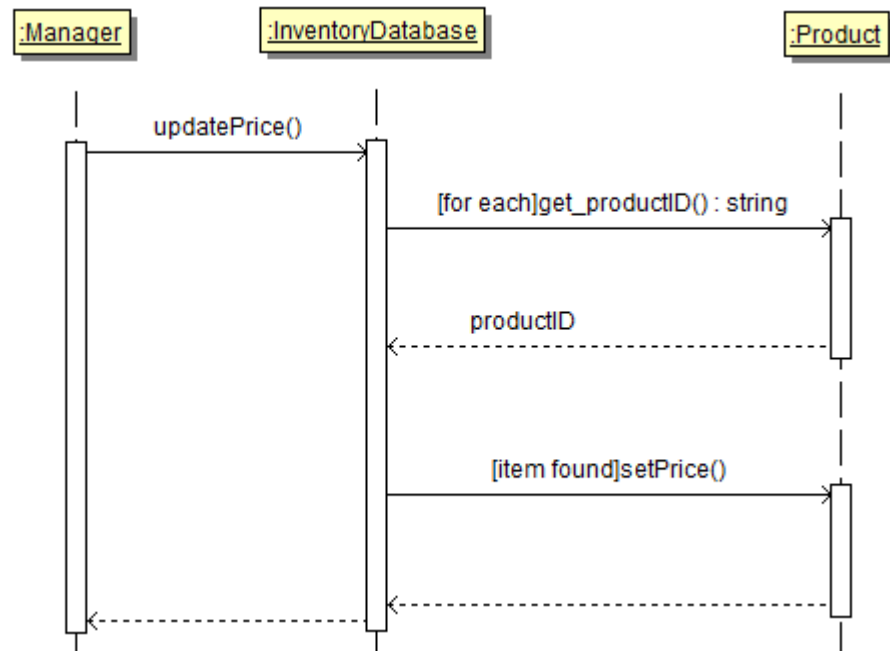 :Manager
:InventoryDatabase
:Product
updatePrice()
[for each]get_productID() : string
productID
[item found]setPrice()